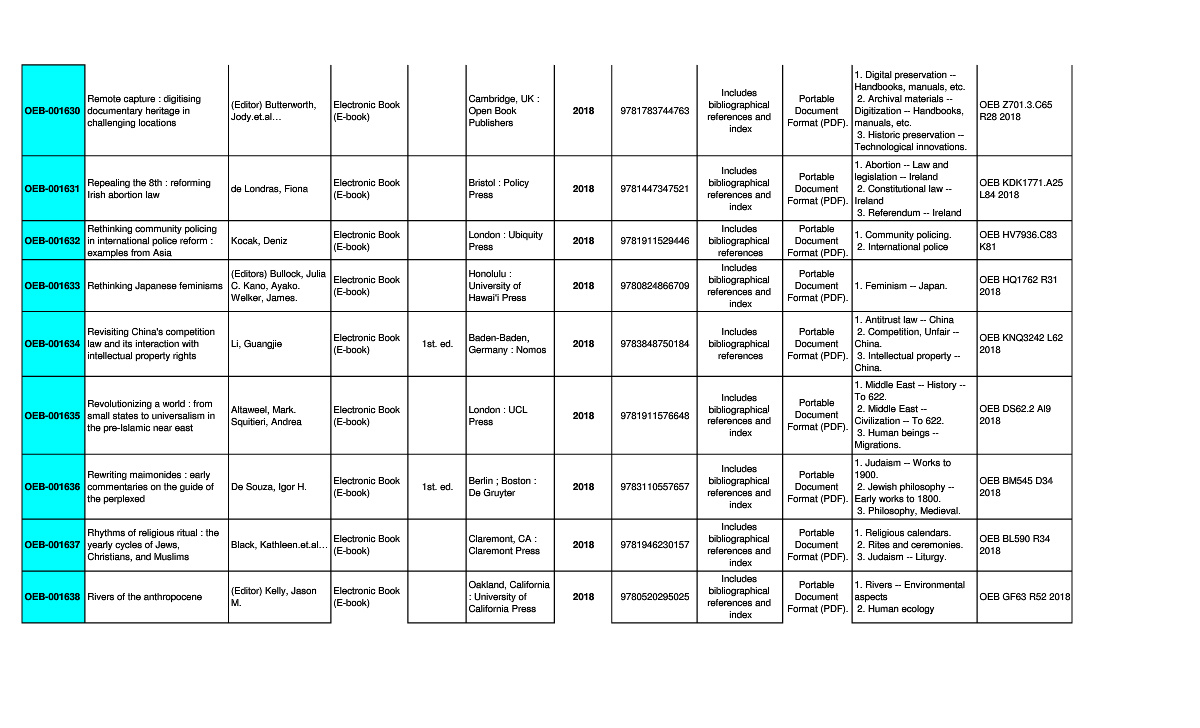 OEB-001630
Remote capture : digitising
documentary heritage in
challenging locations
(Editor) Butterworth,
Jody.et.al…
Electronic Book
(E-book)
Cambridge, UK :
Open Book
Publishers
2018
9781783744763
Includes
bibliographical
references and
index
Portable
Document
Format (PDF).
1. Digital preservation --
Handbooks, manuals, etc.
2. Archival materials --
Digitization -- Handbooks,
manuals, etc.
3. Historic preservation --
Technological innovations.
OEB Z701.3.C65
R28 2018
OEB-001631
Repealing the 8th : reforming
Irish abortion law
de Londras, Fiona
Electronic Book
(E-book)
Bristol : Policy
Press
2018
9781447347521
Includes
bibliographical
references and
index
Portable
Document
Format (PDF).
1. Abortion -- Law and
legislation -- Ireland
2. Constitutional law --
Ireland
3. Referendum -- Ireland
OEB KDK1771.A25
L84 2018
OEB-001632
Rethinking community policing
in international police reform :
examples from Asia
Kocak, Deniz
Electronic Book
(E-book)
London : Ubiquity
Press
2018
9781911529446
Includes
bibliographical
references
Portable
Document
Format (PDF).
1. Community policing.
2. International police
OEB HV7936.C83
K81
OEB-001633
Rethinking Japanese feminisms
(Editors) Bullock, Julia
C. Kano, Ayako.
Welker, James.
Electronic Book
(E-book)
Honolulu :
University of
Hawai'i Press
2018
9780824866709
Includes
bibliographical
references and
index
Portable
Document
Format (PDF).
1. Feminism -- Japan.
OEB HQ1762 R31
2018
OEB-001634
Revisiting China's competition
law and its interaction with
intellectual property rights
Li, Guangjie
Electronic Book
(E-book)
1st. ed.
Baden-Baden,
Germany : Nomos
2018
9783848750184
Includes
bibliographical
references
Portable
Document
Format (PDF).
1. Antitrust law -- China
2. Competition, Unfair --
China.
3. Intellectual property --
China.
OEB KNQ3242 L62
2018
OEB-001635
Revolutionizing a world : from
small states to universalism in
the pre-Islamic near east
Altaweel, Mark.
Squitieri, Andrea
Electronic Book
(E-book)
London : UCL
Press
2018
9781911576648
Includes
bibliographical
references and
index
Portable
Document
Format (PDF).
1. Middle East -- History --
To 622.
2. Middle East --
Civilization -- To 622.
3. Human beings --
Migrations.
OEB DS62.2 Al9
2018
OEB-001636
Rewriting maimonides : early
commentaries on the guide of
the perplexed
De Souza, Igor H.
Electronic Book
(E-book)
1st. ed.
Berlin ; Boston :
De Gruyter
2018
9783110557657
Includes
bibliographical
references and
index
Portable
Document
Format (PDF).
1. Judaism -- Works to
1900.
2. Jewish philosophy --
Early works to 1800.
3. Philosophy, Medieval.
OEB BM545 D34
2018
OEB-001637
Rhythms of religious ritual : the
yearly cycles of Jews,
Christians, and Muslims
Black, Kathleen.et.al…
Electronic Book
(E-book)
Claremont, CA :
Claremont Press
2018
9781946230157
Includes
bibliographical
references and
index
Portable
Document
Format (PDF).
1. Religious calendars.
2. Rites and ceremonies.
3. Judaism -- Liturgy.
OEB BL590 R34
2018
OEB-001638
Rivers of the anthropocene
(Editor) Kelly, Jason
M.
Electronic Book
(E-book)
Oakland, California
: University of
California Press
2018
9780520295025
Includes
bibliographical
references and
index
Portable
Document
Format (PDF).
1. Rivers -- Environmental
aspects
2. Human ecology
OEB GF63 R52 2018